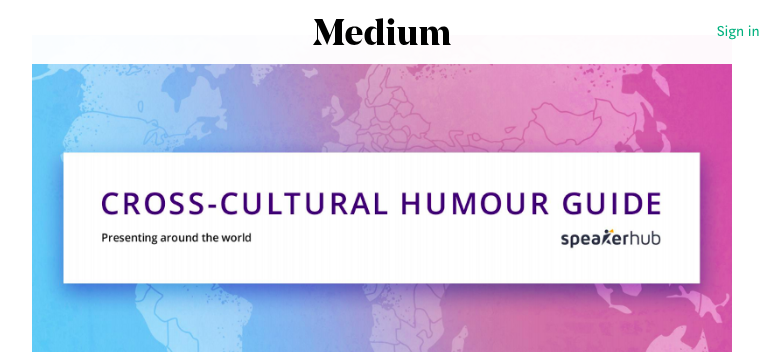 Medium
Sign in
CROSS-CULTURAL HUMOUR GUIDE
Presenting around the world
speakerhub